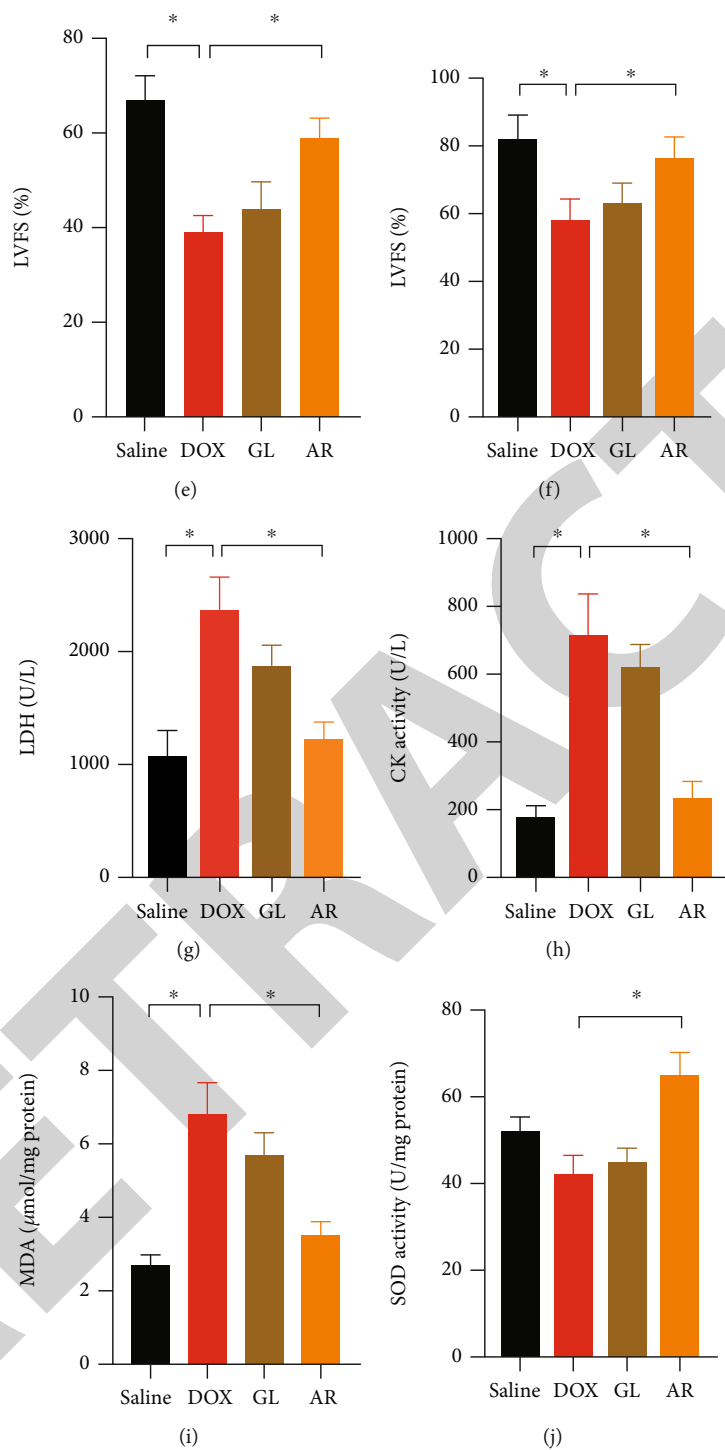 * *
80
60
40
20
0
LVFS (%)
Saline DOX GL AR
(e)
* *
100
80
60
40
20
0
LVFS (%)
Saline DOX GL AR
(f)
* *
3000
2000
1000
0
LDH (U/L)
Saline DOX GL AR
(g)
* *
1000
800
600
400
200
0
CK activity (U/L)
Saline DOX GL AR
(h)
* *
10
8
6
4
2
0
MDA (μmol/mg protein)
Saline DOX GL AR
(i)
*
80
60
40
20
0
SOD activity (U/mg protein)
Saline DOX GL AR
(j)
ETRACT